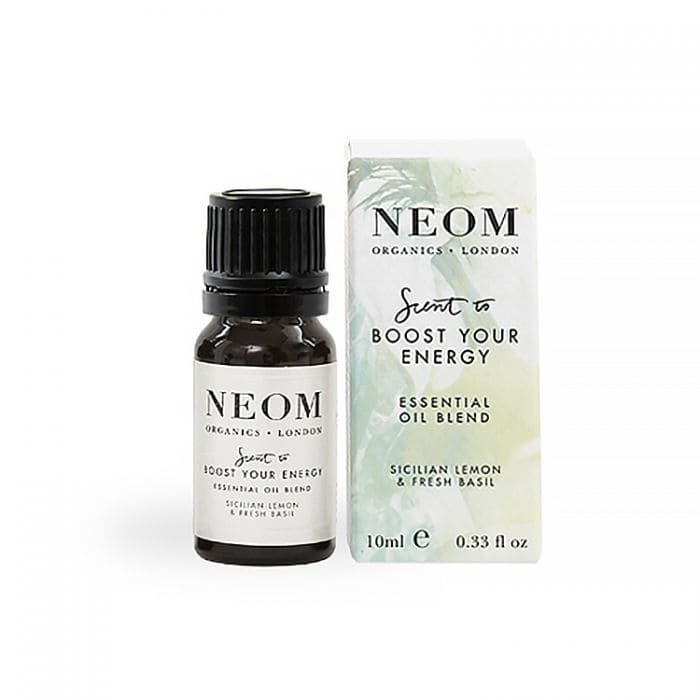 NEOM
ORGANICS • LONDON
Scent to
BOOST YOUR ENERGY
ESSENTIAL OIL BLEND
SICILIAN LEMON
& FRESH BASIL
NEOM
ORGANICS • LONDON
Scent to
BOOST YOUR
ENERGY
ESSENTIAL
OIL BLEND
SICILIAN LEMON
& FRESH BASIL
10ml ℮ 0.33 fl oz